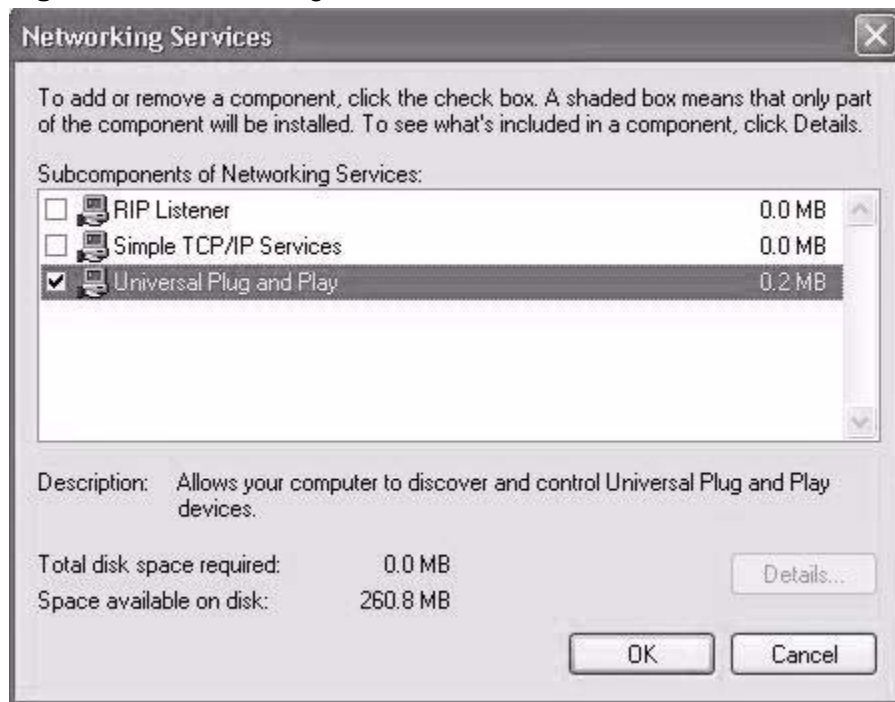 Networking Services
To add or remove a component, click the check box. A shaded box means that only part
of the component will be installed. To see what's included in a component, click Details.
Subcomponents of Networking Services:
RIP Listener 0.0 MB
Simple TCP/IP Services 0.0 MB
Universal Plug and Play 0.2 MB
Description: Allows your computer to discover and control Universal Plug and Play
devices.
Total disk space required: 0.0 MB
Space available on disk: 260.8 MB
Details...
OK Cancel